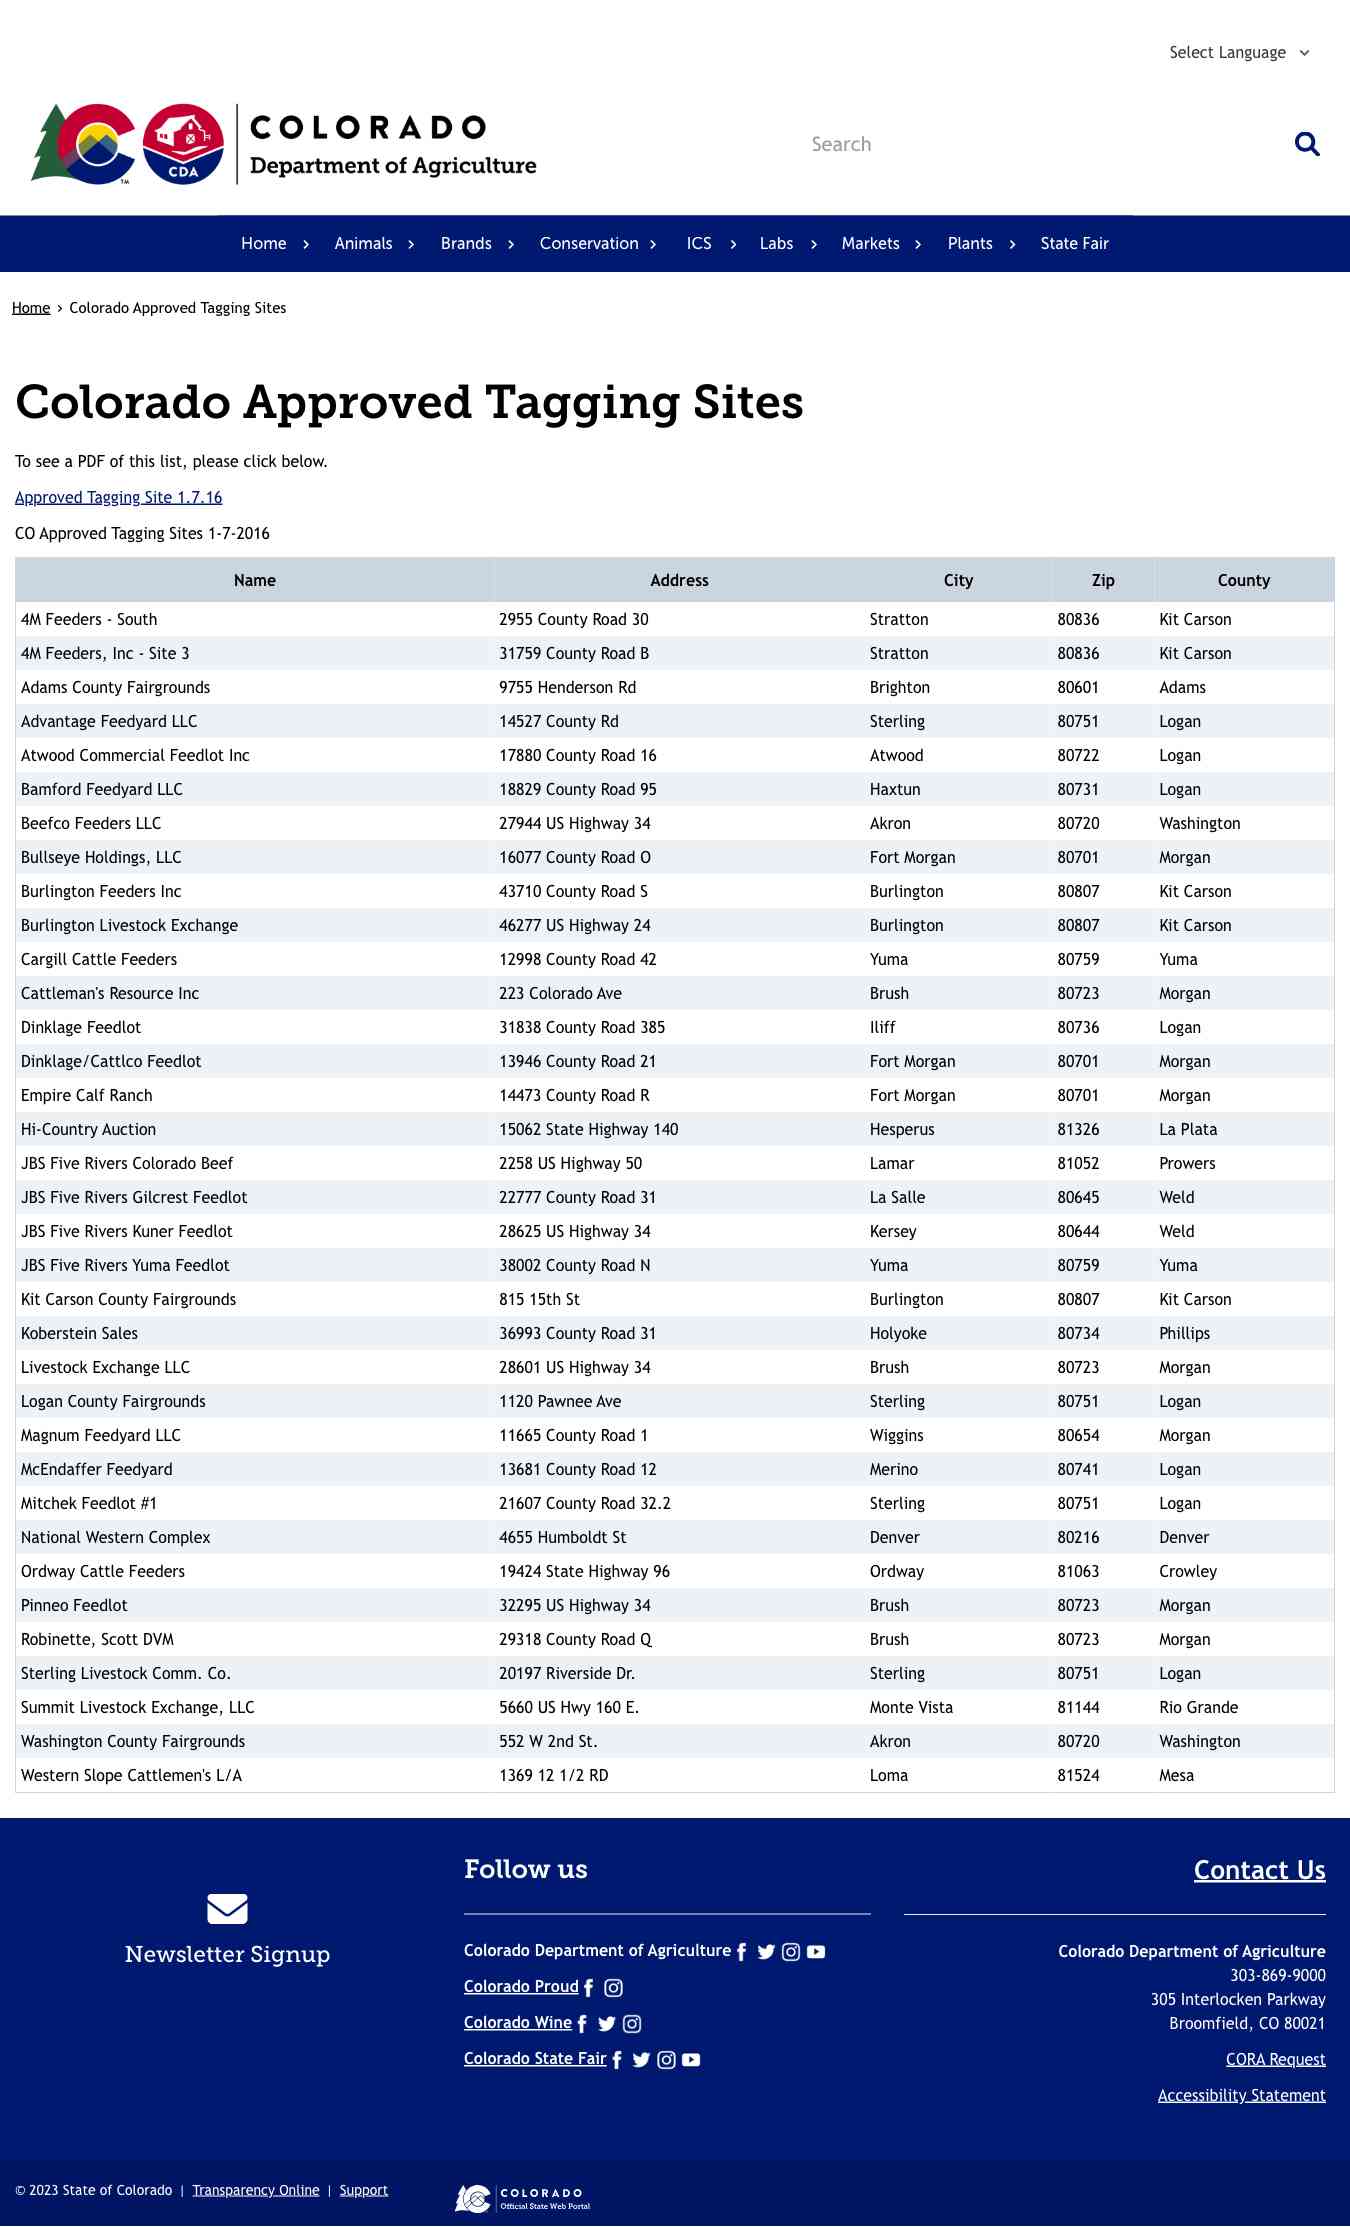 Select Language
COLORADO
Department of Agriculture
CDA
TM
Search
Home Animals Brands Conservation ICS Labs Markets Plants State Fair
Home › Colorado Approved Tagging Sites
Colorado Approved Tagging Sites
To see a PDF of this list, please click below.
Approved Tagging Site 1.7.16
CO Approved Tagging Sites 1-7-2016
Name Address City Zip County
4M Feeders - South 2955 County Road 30 Stratton 80836 Kit Carson
4M Feeders, Inc - Site 3 31759 County Road B Stratton 80836 Kit Carson
Adams County Fairgrounds 9755 Henderson Rd Brighton 80601 Adams
Advantage Feedyard LLC 14527 County Rd Sterling 80751 Logan
Atwood Commercial Feedlot Inc 17880 County Road 16 Atwood 80722 Logan
Bamford Feedyard LLC 18829 County Road 95 Haxtun 80731 Logan
Beefco Feeders LLC 27944 US Highway 34 Akron 80720 Washington
Bullseye Holdings, LLC 16077 County Road O Fort Morgan 80701 Morgan
Burlington Feeders Inc 43710 County Road S Burlington 80807 Kit Carson
Burlington Livestock Exchange 46277 US Highway 24 Burlington 80807 Kit Carson
Cargill Cattle Feeders 12998 County Road 42 Yuma 80759 Yuma
Cattleman's Resource Inc 223 Colorado Ave Brush 80723 Morgan
Dinklage Feedlot 31838 County Road 385 Iliff 80736 Logan
Dinklage/Cattlco Feedlot 13946 County Road 21 Fort Morgan 80701 Morgan
Empire Calf Ranch 14473 County Road R Fort Morgan 80701 Morgan
Hi-Country Auction 15062 State Highway 140 Hesperus 81326 La Plata
JBS Five Rivers Colorado Beef 2258 US Highway 50 Lamar 81052 Prowers
JBS Five Rivers Gilcrest Feedlot 22777 County Road 31 La Salle 80645 Weld
JBS Five Rivers Kuner Feedlot 28625 US Highway 34 Kersey 80644 Weld
JBS Five Rivers Yuma Feedlot 38002 County Road N Yuma 80759 Yuma
Kit Carson County Fairgrounds 815 15th St Burlington 80807 Kit Carson
Koberstein Sales 36993 County Road 31 Holyoke 80734 Phillips
Livestock Exchange LLC 28601 US Highway 34 Brush 80723 Morgan
Logan County Fairgrounds 1120 Pawnee Ave Sterling 80751 Logan
Magnum Feedyard LLC 11665 County Road 1 Wiggins 80654 Morgan
McEndaffer Feedyard 13681 County Road 12 Merino 80741 Logan
Mitchek Feedlot #1 21607 County Road 32.2 Sterling 80751 Logan
National Western Complex 4655 Humboldt St Denver 80216 Denver
Ordway Cattle Feeders 19424 State Highway 96 Ordway 81063 Crowley
Pinneo Feedlot 32295 US Highway 34 Brush 80723 Morgan
Robinette, Scott DVM 29318 County Road Q Brush 80723 Morgan
Sterling Livestock Comm. Co. 20197 Riverside Dr. Sterling 80751 Logan
Summit Livestock Exchange, LLC 5660 US Hwy 160 E. Monte Vista 81144 Rio Grande
Washington County Fairgrounds 552 W 2nd St. Akron 80720 Washington
Western Slope Cattlemen's L/A 1369 12 1/2 RD Loma 81524 Mesa
Newsletter Signup
Follow us
Colorado Department of Agriculture
Colorado Proud
Colorado Wine
Colorado State Fair
Contact Us
Colorado Department of Agriculture
303-869-9000
305 Interlocken Parkway
Broomfield, CO 80021
CORA Request
Accessibility Statement
© 2023 State of Colorado | Transparency Online | Support
COLORADO
Official State Web Portal